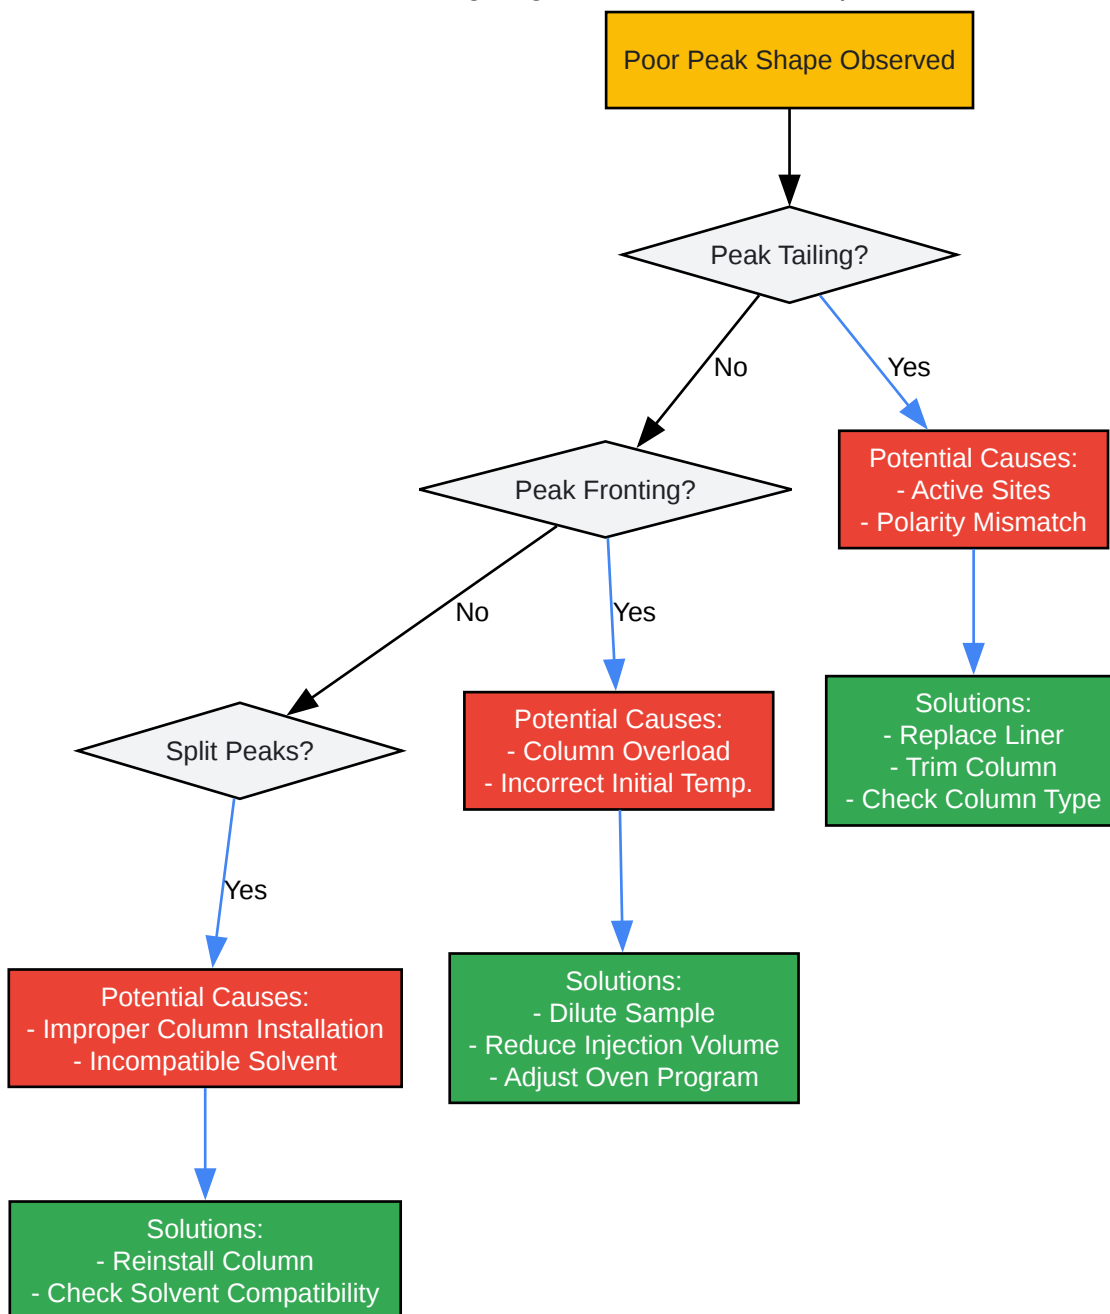 Poor Peak Shape Observed
Peak Tailing?
No
Yes
Peak Fronting?
Potential Causes:
- Active Sites
- Polarity Mismatch
No
Yes
Solutions:
- Replace Liner
- Trim Column
- Check Column Type
Split Peaks?
Potential Causes:
- Column Overload
- Incorrect Initial Temp.
Yes
Solutions:
- Dilute Sample
- Reduce Injection Volume
- Adjust Oven Program
Potential Causes:
- Improper Column Installation
- Incompatible Solvent
Solutions:
- Reinstall Column
- Check Solvent Compatibility